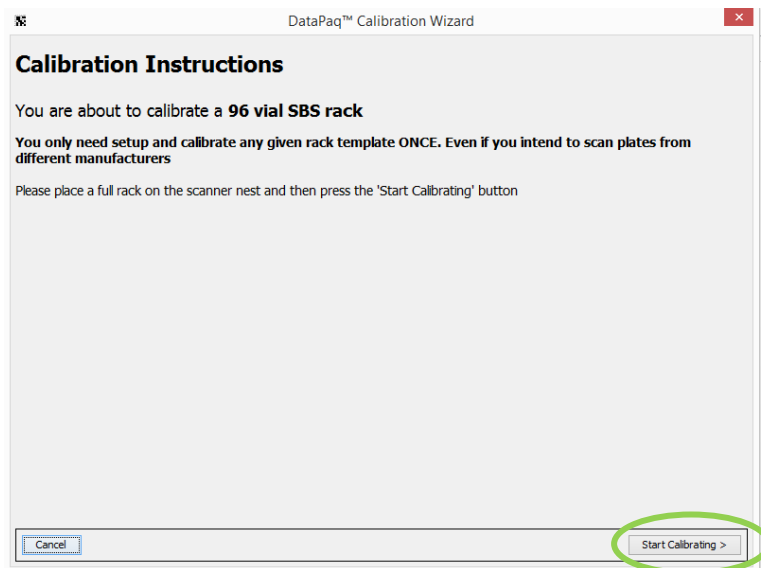 DataPaq™ Calibration Wizard
Calibration Instructions
You are about to calibrate a 96 vial SBS rack
You only need setup and calibrate any given rack template ONCE. Even if you intend to scan plates from
different manufacturers
Please place a full rack on the scanner nest and then press the 'Start Calibrating' button
Cancel
Start Calibrating >